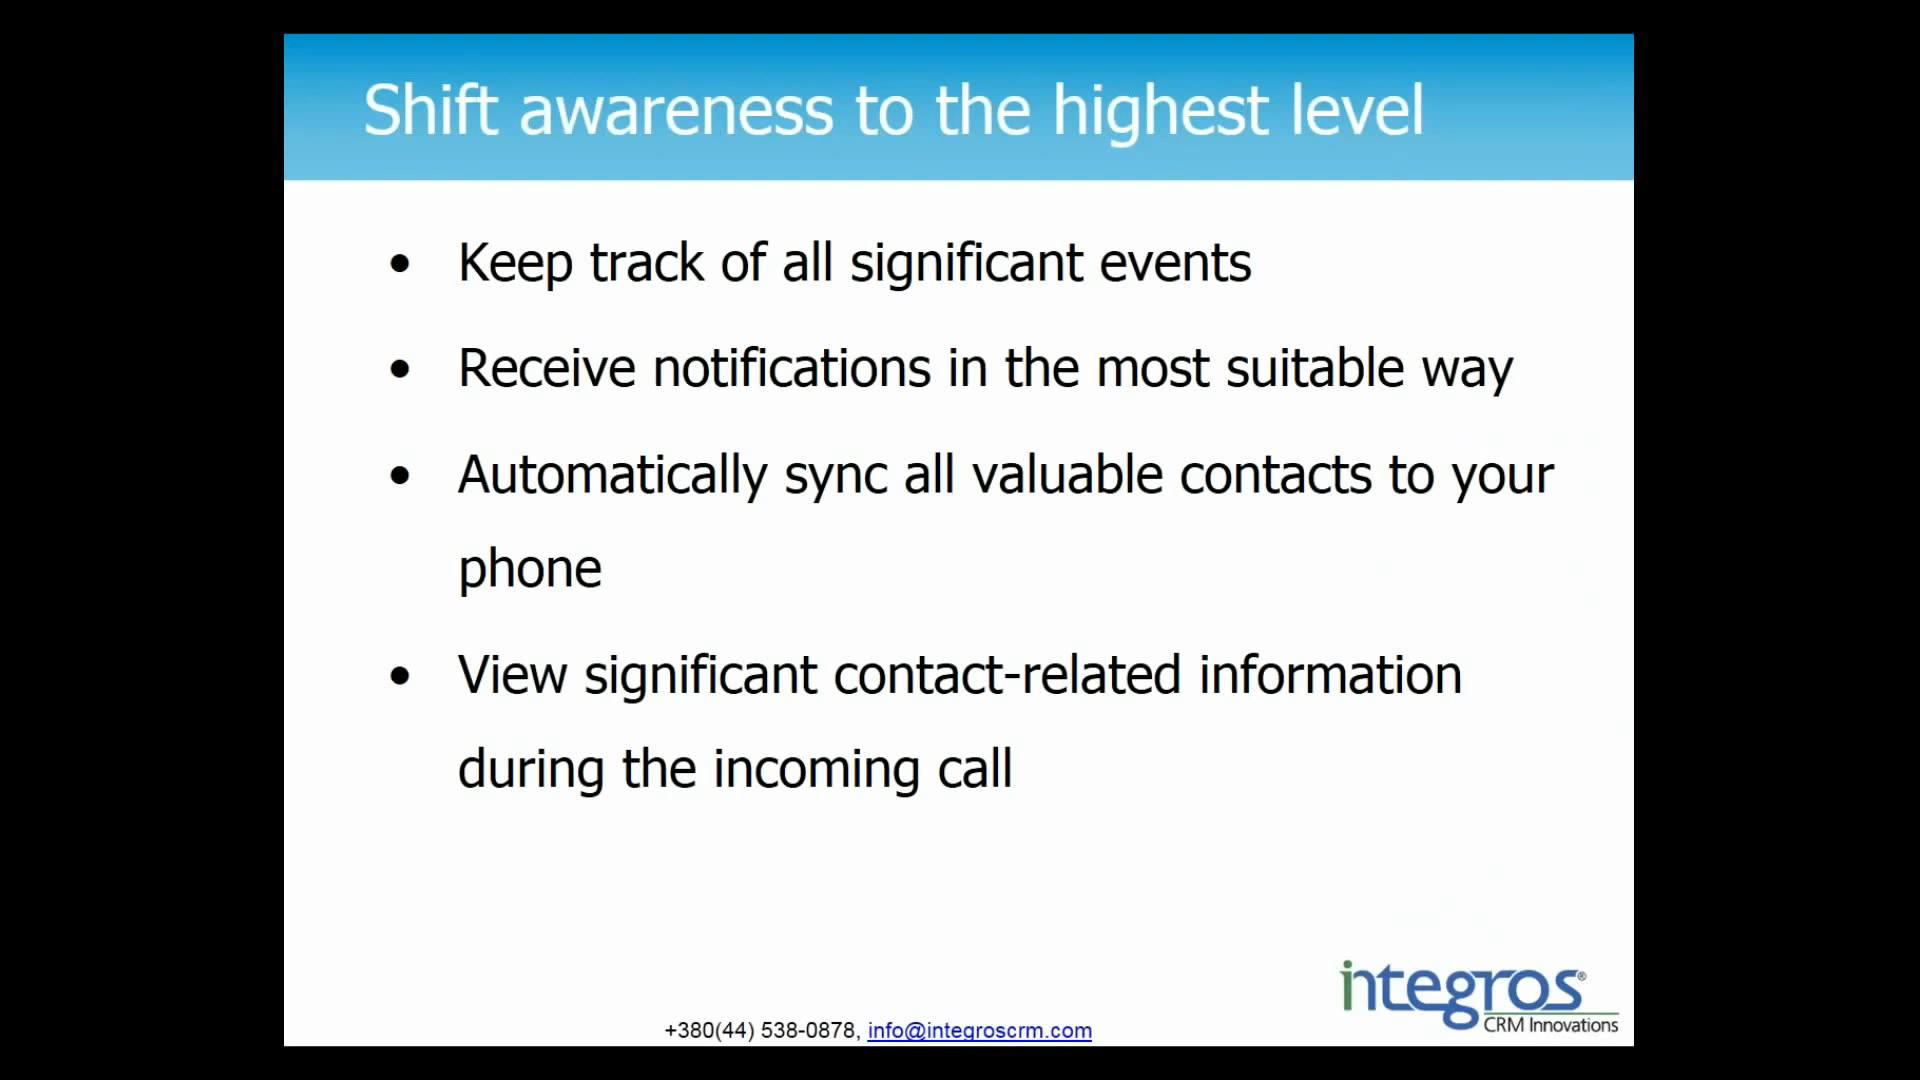 Shift awareness to the highest level
• Keep track of all significant events
• Receive notifications in the most suitable way
• Automatically sync all valuable contacts to your
phone
• View significant contact-related information
during the incoming call
integros®
CRM Innovations
+380(44) 538-0878, info@integroscrm.com